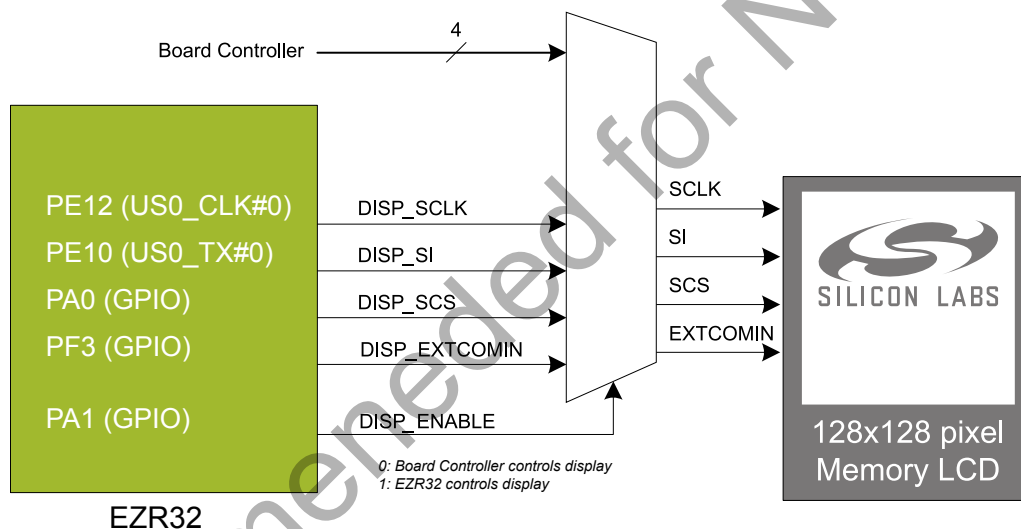 Board Controller
4
PE12 (US0_CLK#0)
PE10 (US0_TX#0)
PA0 (GPIO)
PF3 (GPIO)
PA1 (GPIO)
EZR32
DISP_SCLK
DISP_SI
DISP_SCS
DISP_EXTCOMIN
DISP_ENABLE
0: Board Controller controls display
1: EZR32 controls display
SCLK
SI
SCS
EXTCOMIN
SILICON LABS
128x128 pixel
Memory LCD
meneded for N